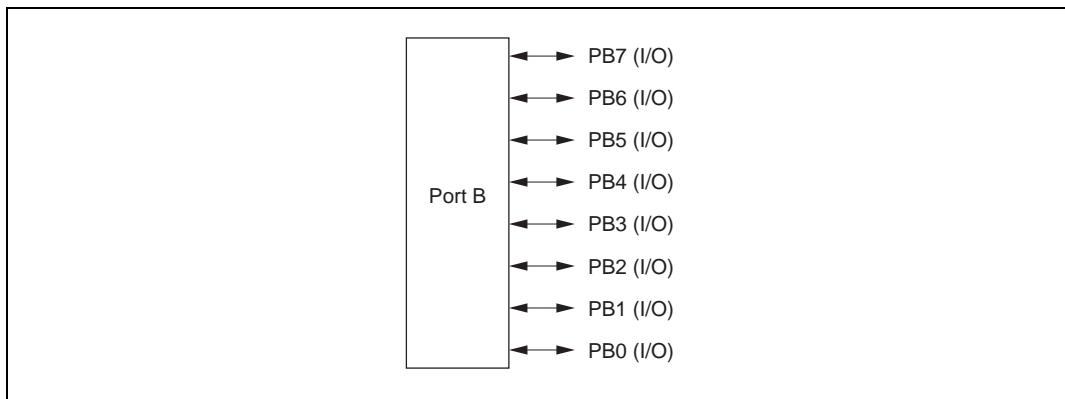 PB7 (I/O)
PB6 (I/O)
PB5 (I/O)
PB4 (I/O)
Port B
PB3 (I/O)
PB2 (I/O)
PB1 (I/O)
PB0 (I/O)